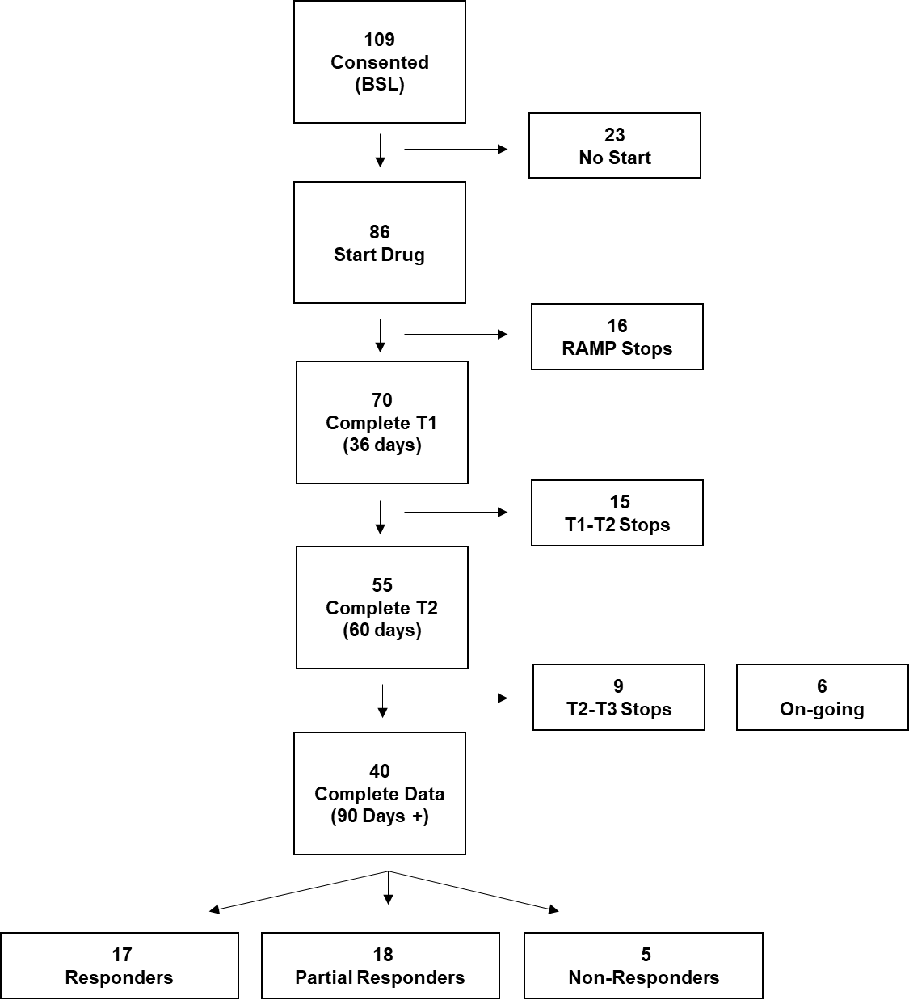 109
Consented
(BSL)
23
No Start
86
Start Drug
16
RAMP Stops
70
Complete T1
(36 days)
15
T1-T2 Stops
55
Complete T2
(60 days)
9
T2-T3 Stops
6
On-going
40
Complete Data
(90 Days +)
17
Responders
18
Partial Responders
5
Non-Responders